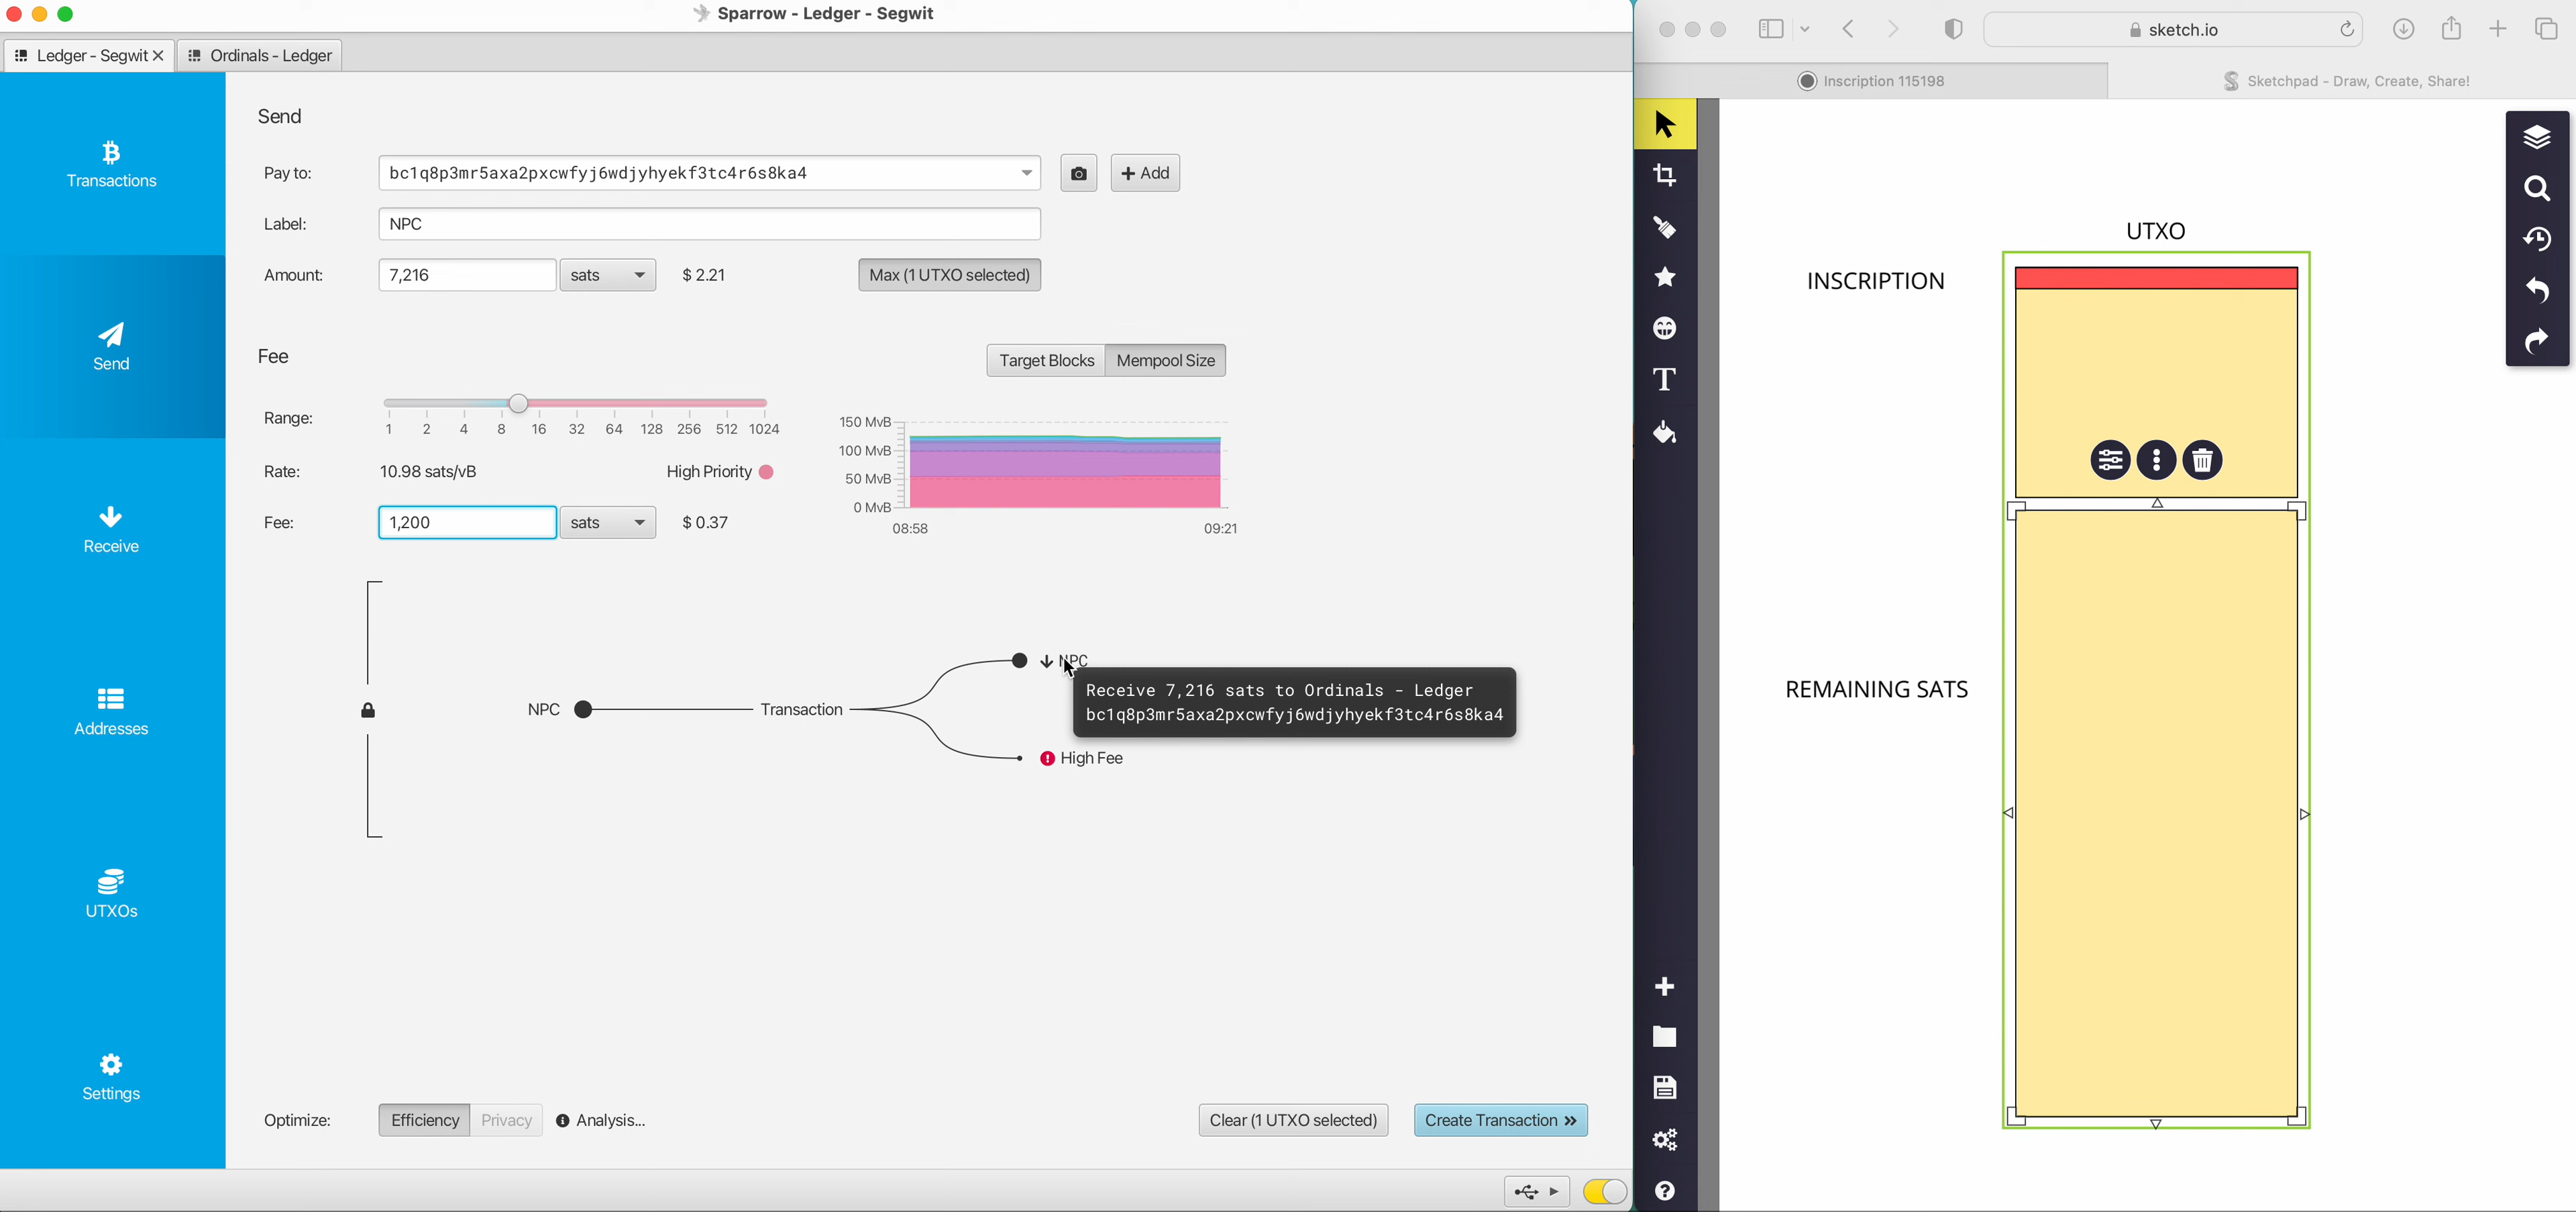 Sparrow - Ledger - Segwit
Ledger - Segwit
Ordinals - Ledger
Transactions
Send
Receive
Addresses
UTXOs
Settings
Send
Pay to:
bc1q8p3mr5axa2pxcwfyj6wdjyhyekf3tc4r6s8ka4
+ Add
Label:
NPC
Amount:
7,216
sats
$ 2.21
Max (1 UTXO selected)
Fee
Target Blocks
Mempool Size
Range:
1 2 4 8 16 32 64 128 256 512 1024
Rate:
10.98 sats/vB
High Priority
Fee:
1,200
sats
$ 0.37
150 MvB
100 MvB
50 MvB
0 MvB
08:58
09:21
NPC
Transaction
NPC
Receive 7,216 sats to Ordinals - Ledger
bc1q8p3mr5axa2pxcwfyj6wdjyhyekf3tc4r6s8ka4
High Fee
Optimize:
Efficiency
Privacy
Analysis...
Clear (1 UTXO selected)
Create Transaction »
sketch.io
Inscription 115198
Sketchpad - Draw, Create, Share!
UTXO
INSCRIPTION
REMAINING SATS